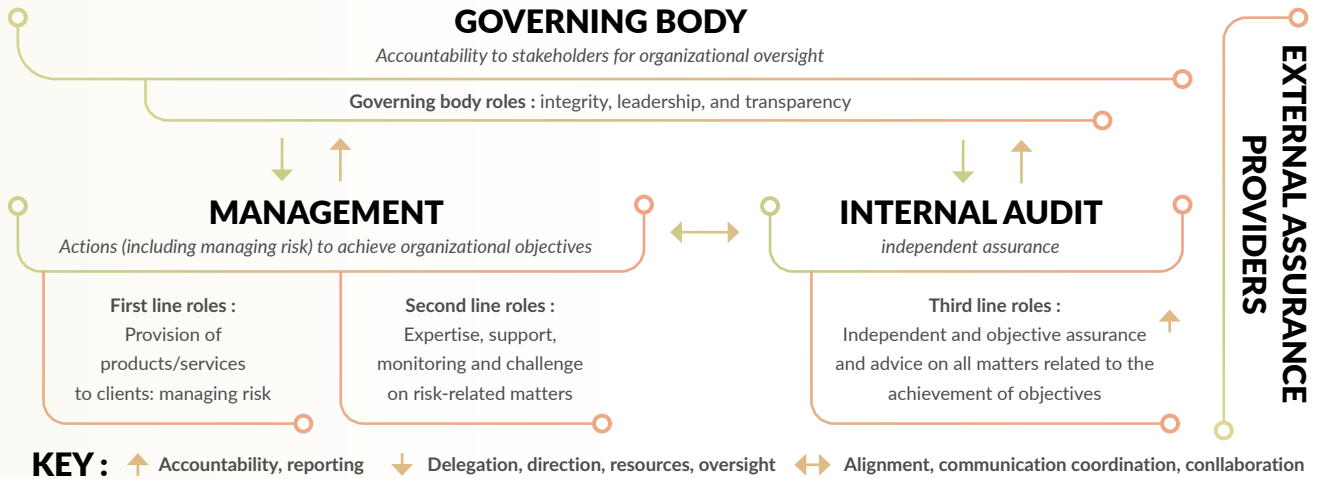 GOVERNING BODY
Accountability to stakeholders for organizational oversight
Governing body roles : integrity, leadership, and transparency
MANAGEMENT
Actions (including managing risk) to achieve organizational objectives
First line roles :
Provision of
products/services
to clients: managing risk
Second line roles :
Expertise, support,
monitoring and challenge
on risk-related matters
INTERNAL AUDIT
independent assurance
Third line roles :
Independent and objective assurance
and advice on all matters related to the
achievement of objectives
EXTERNAL ASSURANCE
PROVIDERS
KEY : Accountability, reporting Delegation, direction, resources, oversight Alignment, communication coordination, conllaboration